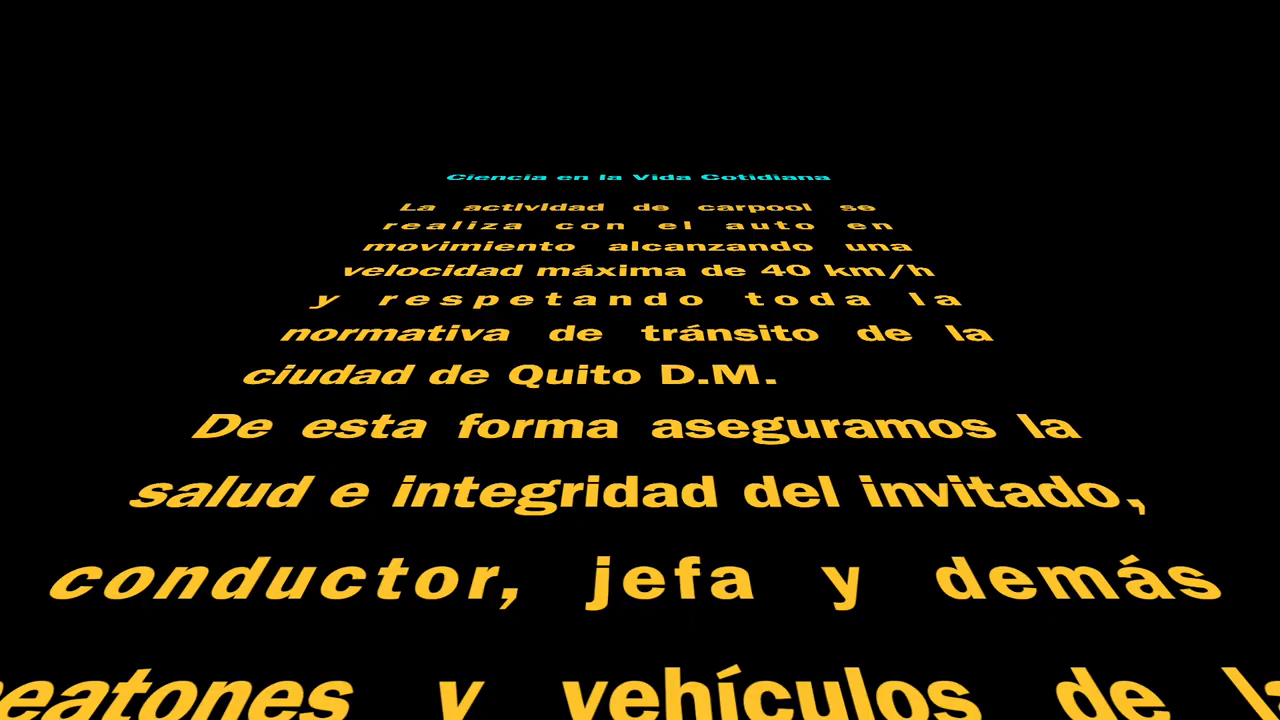 Ciencia en la Vida Cotidiana
La actividad de carpool se
realiza con el auto en
movimiento alcanzando una
velocidad máxima de 40 km/h
y respetando toda la
normativa de tránsito de la
ciudad de Quito D.M.
De esta forma aseguramos la
salud e integridad del invitado,
conductor, jefa y demás
y vehículos de la